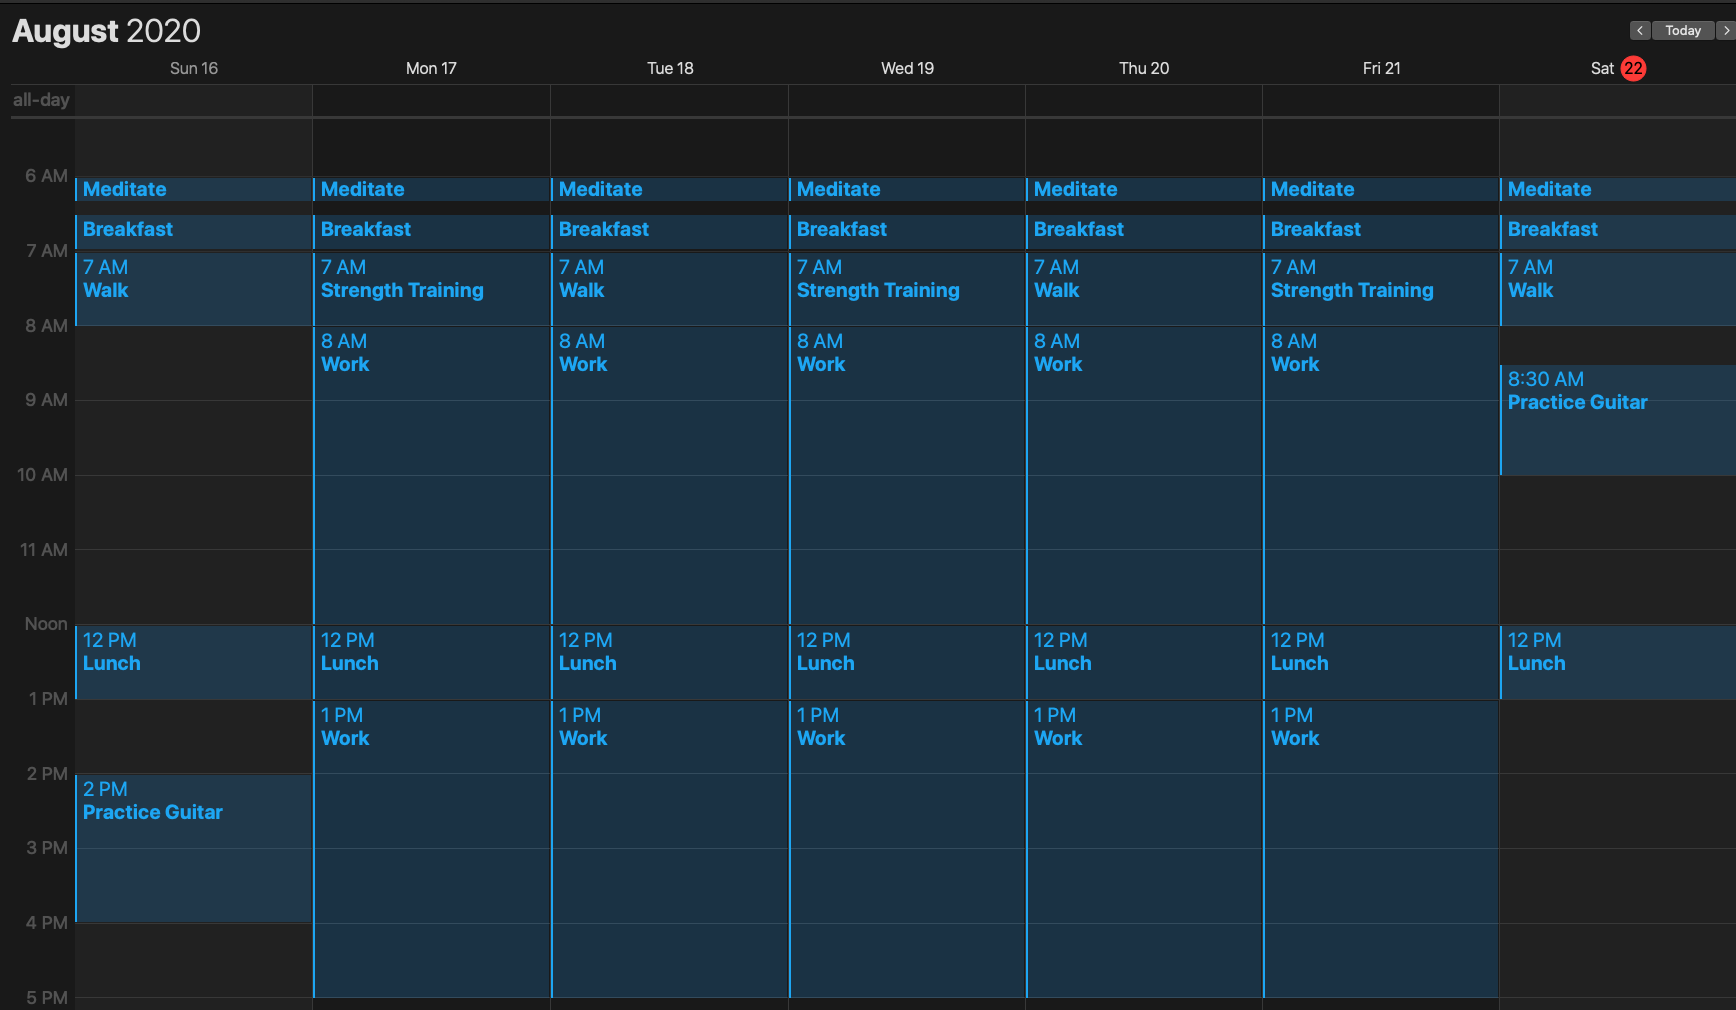 August 2020
< Today >
Sun 16 Mon 17 Tue 18 Wed 19 Thu 20 Fri 21 Sat 22
all-day
6 AM
Meditate Meditate Meditate Meditate Meditate Meditate Meditate
Breakfast Breakfast Breakfast Breakfast Breakfast Breakfast Breakfast
7 AM
7 AM 7 AM 7 AM 7 AM 7 AM 7 AM 7 AM
Walk Strength Training Walk Strength Training Walk Strength Training Walk
8 AM
8 AM 8 AM 8 AM 8 AM 8 AM
Work Work Work Work Work
8:30 AM
9 AM Practice Guitar
10 AM
11 AM
Noon
12 PM 12 PM 12 PM 12 PM 12 PM 12 PM 12 PM
Lunch Lunch Lunch Lunch Lunch Lunch Lunch
1 PM
1 PM 1 PM 1 PM 1 PM 1 PM
Work Work Work Work Work
2 PM
2 PM
Practice Guitar
3 PM
4 PM
5 PM